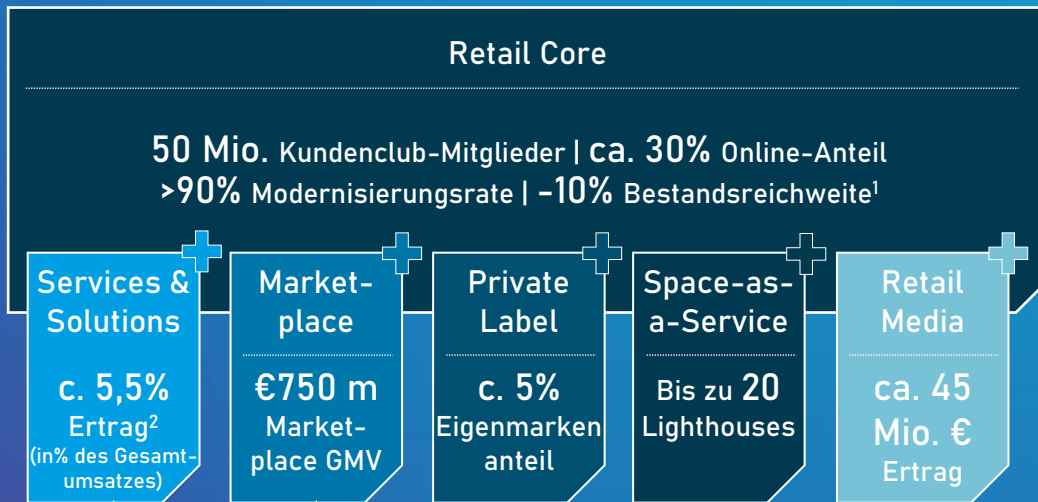 Retail Core
50 Mio. Kundenclub-Mitglieder | ca. 30% Online-Anteil
>90% Modernisierungsrate | -10% Bestandsreichweite¹
Services &
Solutions
c. 5,5%
Ertrag²
(in% des Gesamt-
umsatzes)
Market-
place
€750 m
Market-
place GMV
Private
Label
c. 5%
Eigenmarken
anteil
Space-as-
a-Service
Bis zu 20
Lighthouses
Retail
Media
ca. 45
Mio. €
Ertrag